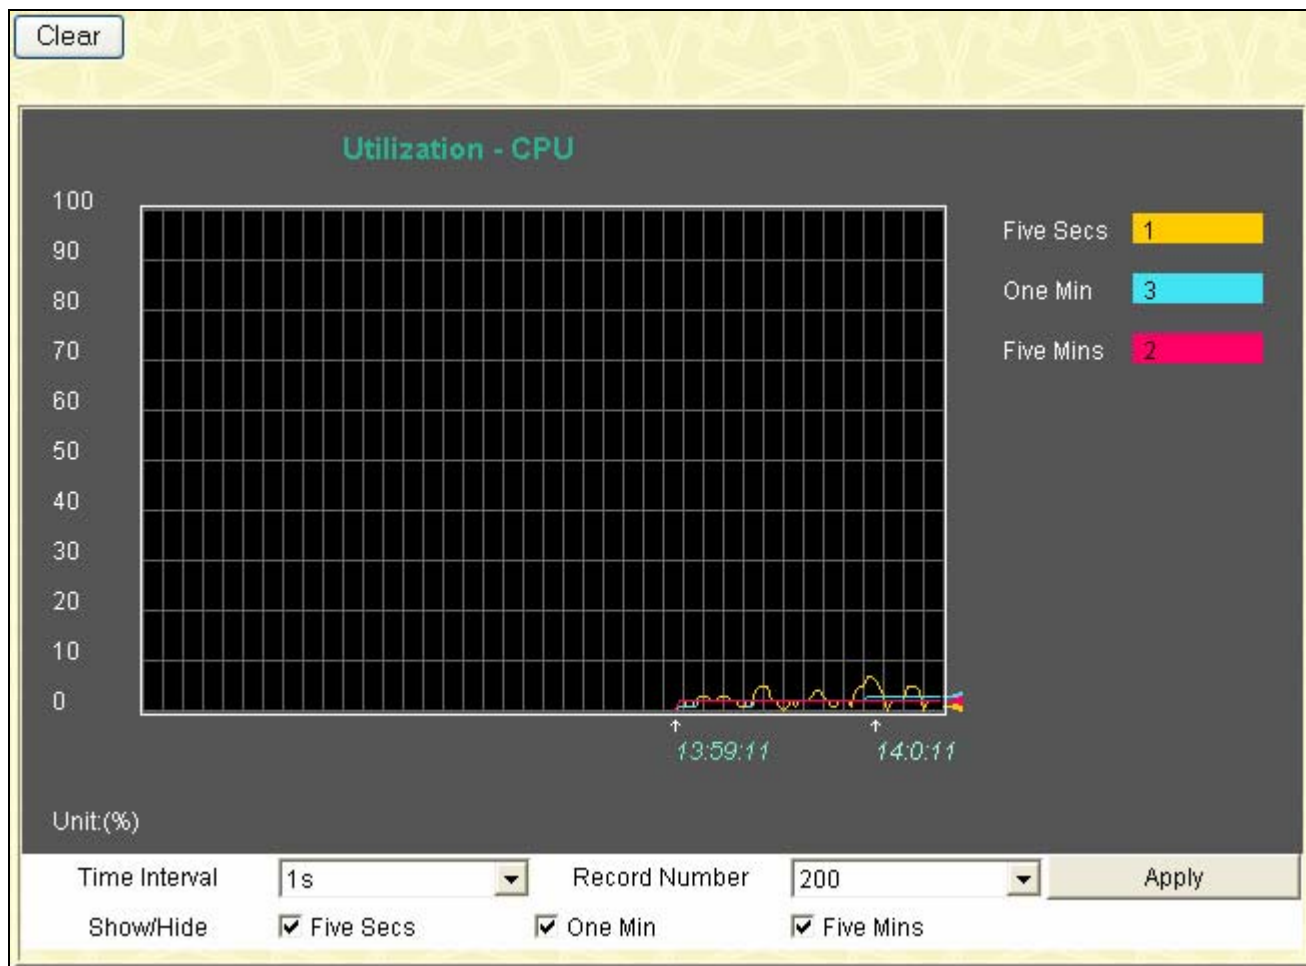 Clear
Utilization - CPU
100
90
80
70
60
50
40
30
20
10
0
Five Secs 1
One Min 3
Five Mins 2
13:59:11 14:0:11
Unit:(%)
Time Interval 1s Record Number 200 Apply
Show/Hide Five Secs One Min Five Mins